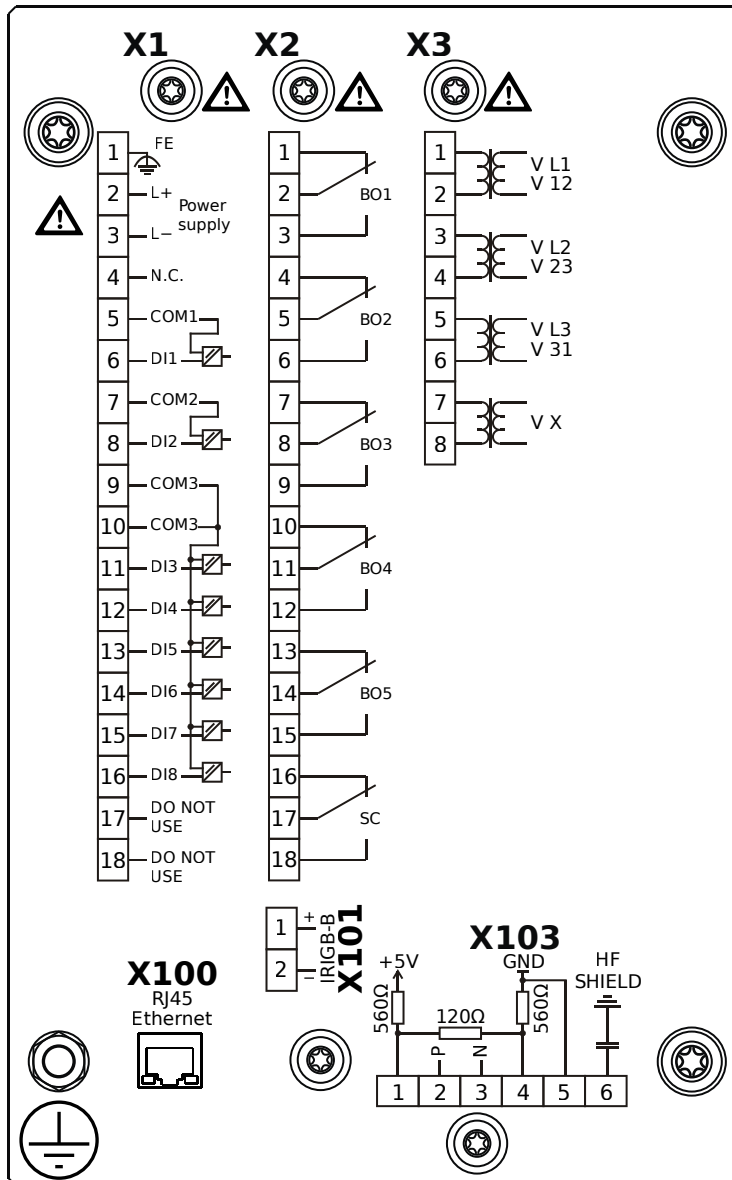 X1
X2
X3
1
FE
2
L+
Power
supply
3
L−
4
N.C.
5
COM1
6
DI1
7
COM2
8
DI2
9
COM3
10
COM3
11
DI3
12
DI4
13
DI5
14
DI6
15
DI7
16
DI8
17
DO NOT
USE
18
DO NOT
USE
1
2
BO1
3
4
5
BO2
6
7
8
BO3
9
10
11
BO4
12
13
14
BO5
15
16
17
SC
18
1
V L1
V 12
2
3
V L2
V 23
4
5
V L3
V 31
6
7
V X
8
1
+
2
−
IRIGB-B
X101
X100
RJ45
Ethernet
X103
+5V
GND
HF
SHIELD
560Ω
120Ω
560Ω
P
N
1 2 3 4 5 6